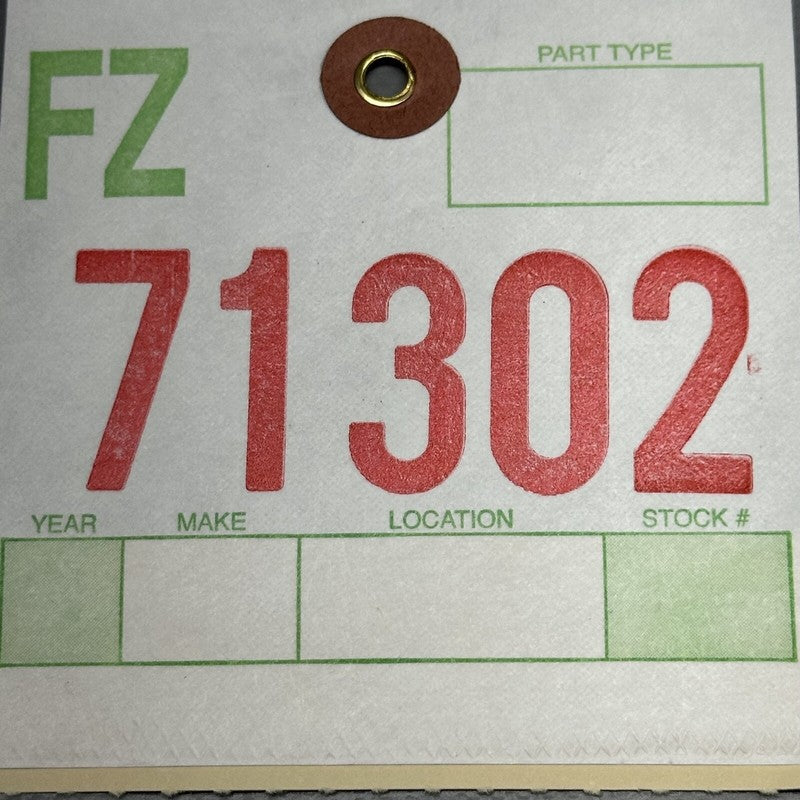 FZ
PART TYPE
71302
YEAR MAKE LOCATION STOCK #